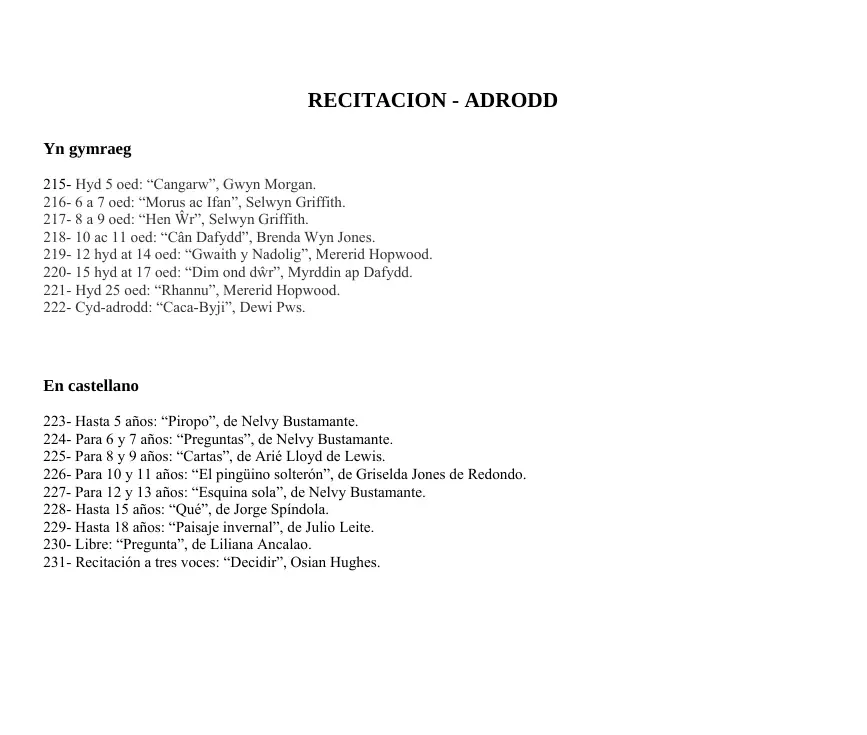 RECITACION - ADRODD
Yn gymraeg
215- Hyd 5 oed: “Cangarw”, Gwyn Morgan.
216- 6 a 7 oed: “Morus ac Ifan”, Selwyn Griffith.
217- 8 a 9 oed: “Hen Ŵr”, Selwyn Griffith.
218- 10 ac 11 oed: “Cân Dafydd”, Brenda Wyn Jones.
219- 12 hyd at 14 oed: “Gwaith y Nadolig”, Mererid Hopwood.
220- 15 hyd at 17 oed: “Dim ond dŵr”, Myrddin ap Dafydd.
221- Hyd 25 oed: “Rhannu”, Mererid Hopwood.
222- Cyd-adrodd: “Caca-Byji”, Dewi Pws.
En castellano
223- Hasta 5 años: “Piropo”, de Nelvy Bustamante.
224- Para 6 y 7 años: “Preguntas”, de Nelvy Bustamante.
225- Para 8 y 9 años: “Cartas”, de Arié Lloyd de Lewis.
226- Para 10 y 11 años: “El pingüino solterón”, de Griselda Jones de Redondo.
227- Para 12 y 13 años: “Esquina sola”, de Nelvy Bustamante.
228- Hasta 15 años: “Qué”, de Jorge Spíndola.
229- Hasta 18 años: “Paisaje invernal”, de Julio Leite.
230- Libre: “Pregunta”, de Liliana Ancalao.
231- Recitación a tres voces: “Decidir”, Osian Hughes.